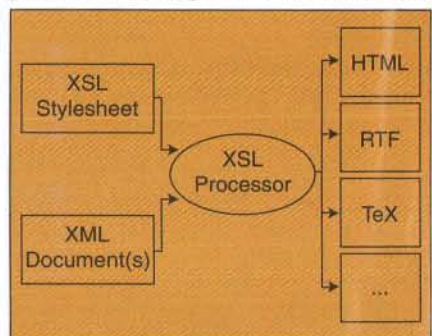 XSL
Stylesheet
XML
Document(s)
XSL
Processor
HTML
RTF
TeX
...